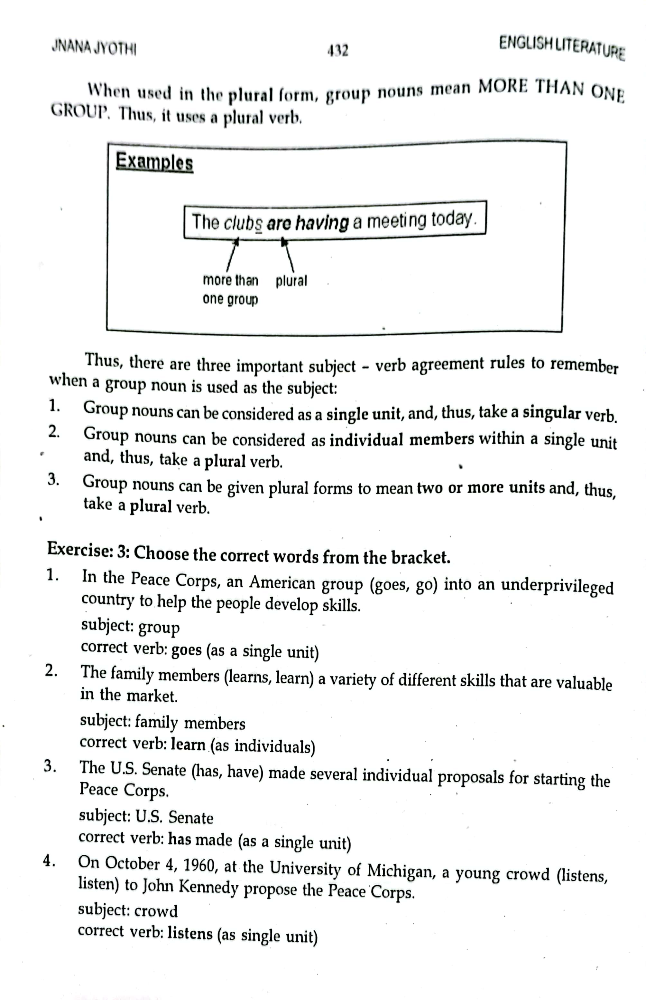 JNANA JYOTHI 432 ENGLISH LITERATURE
When used in the plural form, group nouns mean MORE THAN ONE
GROUP. Thus, it uses a plural verb.
Examples
The clubs are having a meeting today.
more than plural
one group
Thus, there are three important subject – verb agreement rules to remember
when a group noun is used as the subject:
1. Group nouns can be considered as a single unit, and, thus, take a singular verb.
2. Group nouns can be considered as individual members within a single unit
and, thus, take a plural verb.
3. Group nouns can be given plural forms to mean two or more units and, thus,
take a plural verb.
Exercise: 3: Choose the correct words from the bracket.
1. In the Peace Corps, an American group (goes, go) into an underprivileged
country to help the people develop skills.
subject: group
correct verb: goes (as a single unit)
2. The family members (learns, learn) a variety of different skills that are valuable
in the market.
subject: family members
correct verb: learn (as individuals)
3. The U.S. Senate (has, have) made several individual proposals for starting the
Peace Corps.
subject: U.S. Senate
correct verb: has made (as a single unit)
4. On October 4, 1960, at the University of Michigan, a young crowd (listens,
listen) to John Kennedy propose the Peace Corps.
subject: crowd
correct verb: listens (as single unit)